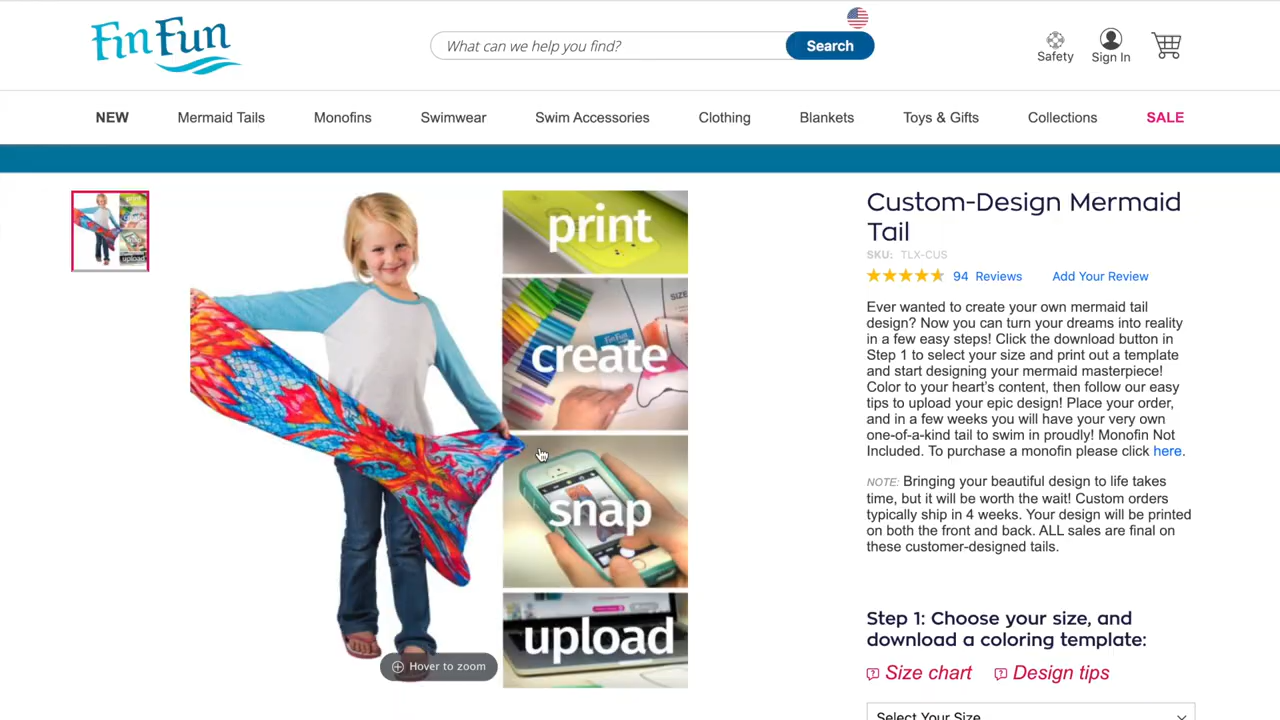 FinFun
What can we help you find?
Search
Safety
Sign In
NEW
Mermaid Tails
Monofins
Swimwear
Swim Accessories
Clothing
Blankets
Toys & Gifts
Collections
SALE
print
create
snap
upload
SIZE
FinFun
Hover to zoom
Custom-Design Mermaid
Tail
SKU: TLX-CUS
94 Reviews
Add Your Review
Ever wanted to create your own mermaid tail
design? Now you can turn your dreams into reality
in a few easy steps! Click the download button in
Step 1 to select your size and print out a template
and start designing your mermaid masterpiece!
Color to your heart's content, then follow our easy
tips to upload your epic design! Place your order,
and in a few weeks you will have your very own
one-of-a-kind tail to swim in proudly! Monofin Not
Included. To purchase a monofin please click here.
NOTE: Bringing your beautiful design to life takes
time, but it will be worth the wait! Custom orders
typically ship in 4 weeks. Your design will be printed
on both the front and back. ALL sales are final on
these customer-designed tails.
Step 1: Choose your size, and
download a coloring template:
Size chart
Design tips
Select Your Size